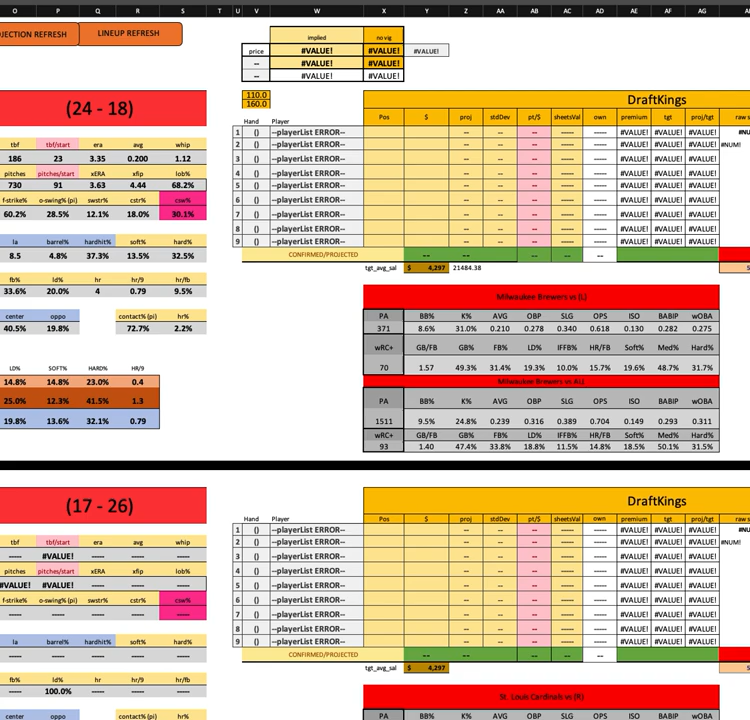 O P Q R S T U V W X Y Z AA AB AC AD AE AF AG
JECTION REFRESH LINEUP REFRESH
implied no vig
price #VALUE! #VALUE! #VALUE!
-- #VALUE! #VALUE!
-- #VALUE! #VALUE!
(24 - 18)
110.0
160.0
DraftKings
Hand Player Pos $ proj stdDev pt/$ sheetsVal own premium tgt proj/tgt raw s
1 () --playerList ERROR-- -- -- -- ----- ---- #VALUE! #VALUE! #VALUE! #NU
2 () --playerList ERROR-- -- -- -- ----- ---- #VALUE! #VALUE! #VALUE! #NUM!
3 () --playerList ERROR-- -- -- -- ----- ---- #VALUE! #VALUE! #VALUE!
4 () --playerList ERROR-- -- -- -- ----- ---- #VALUE! #VALUE! #VALUE!
5 () --playerList ERROR-- -- -- -- ----- ---- #VALUE! #VALUE! #VALUE!
6 () --playerList ERROR-- -- -- -- ----- ---- #VALUE! #VALUE! #VALUE!
7 () --playerList ERROR-- -- -- -- ----- ---- #VALUE! #VALUE! #VALUE!
8 () --playerList ERROR-- -- -- -- ----- ---- #VALUE! #VALUE! #VALUE!
9 () --playerList ERROR-- -- -- -- ----- ---- #VALUE! #VALUE! #VALUE!
CONFIRMED/PROJECTED -- -- -- -- --
tgt_avg_sal $ 4,297 21484.38
tbf tbf/start era avg whip
186 23 3.35 0.200 1.12
pitches pitches/start xERA xfip lob%
730 91 3.63 4.44 68.2%
f-strike% o-swing% (pi) swstr% cstr% csw%
60.2% 28.5% 12.1% 18.0% 30.1%
la barrel% hardhit% soft% hard%
8.5 4.8% 37.3% 13.5% 32.5%
fb% ld% hr hr/9 hr/fb
33.6% 20.0% 4 0.79 9.5%
center oppo contact% (pi) hr%
40.5% 19.8% 72.7% 2.2%
LD% SOFT% HARD% HR/9
14.8% 14.8% 23.0% 0.4
25.0% 12.3% 41.5% 1.3
19.8% 13.6% 32.1% 0.79
Milwaukee Brewers vs (L)
PA BB% K% AVG OBP SLG OPS ISO BABIP wOBA
371 8.6% 31.0% 0.210 0.278 0.340 0.618 0.130 0.282 0.275
wRC+ GB/FB GB% FB% LD% IFFB% HR/FB Soft% Med% Hard%
70 1.57 49.3% 31.4% 19.3% 10.0% 15.7% 19.6% 48.7% 31.7%
Milwaukee Brewers vs ALL
PA BB% K% AVG OBP SLG OPS ISO BABIP wOBA
1511 9.5% 24.8% 0.239 0.316 0.389 0.704 0.149 0.293 0.311
wRC+ GB/FB GB% FB% LD% IFFB% HR/FB Soft% Med% Hard%
93 1.40 47.4% 33.8% 18.8% 11.5% 14.8% 18.5% 50.1% 31.5%
(17 - 26)
DraftKings
Hand Player Pos $ proj stdDev pt/$ sheetsVal own premium tgt proj/tgt raw s
1 () --playerList ERROR-- -- -- -- ----- ---- #VALUE! #VALUE! #VALUE! #NU
2 () --playerList ERROR-- -- -- -- ----- ---- #VALUE! #VALUE! #VALUE! #NUM!
3 () --playerList ERROR-- -- -- -- ----- ---- #VALUE! #VALUE! #VALUE!
4 () --playerList ERROR-- -- -- -- ----- ---- #VALUE! #VALUE! #VALUE!
5 () --playerList ERROR-- -- -- -- ----- ---- #VALUE! #VALUE! #VALUE!
6 () --playerList ERROR-- -- -- -- ----- ---- #VALUE! #VALUE! #VALUE!
7 () --playerList ERROR-- -- -- -- ----- ---- #VALUE! #VALUE! #VALUE!
8 () --playerList ERROR-- -- -- -- ----- ---- #VALUE! #VALUE! #VALUE!
9 () --playerList ERROR-- -- -- -- ----- ---- #VALUE! #VALUE! #VALUE!
CONFIRMED/PROJECTED -- -- -- -- --
tgt_avg_sal $ 4,297
tbf tbf/start era avg whip
----- #VALUE! ----- ----- -----
pitches pitches/start xERA xfip lob%
#VALUE! #VALUE! ----- ----- -----
f-strike% o-swing% (pi) swstr% cstr% csw%
----- ----- ----- ----- -----
la barrel% hardhit% soft% hard%
----- ----- ----- ----- -----
fb% ld% hr hr/9 hr/fb
----- 100.0% ----- ----- -----
center oppo contact% (pi) hr%
St. Louis Cardinals vs (R)
PA BB% K% AVG OBP SLG OPS ISO BABIP wOBA